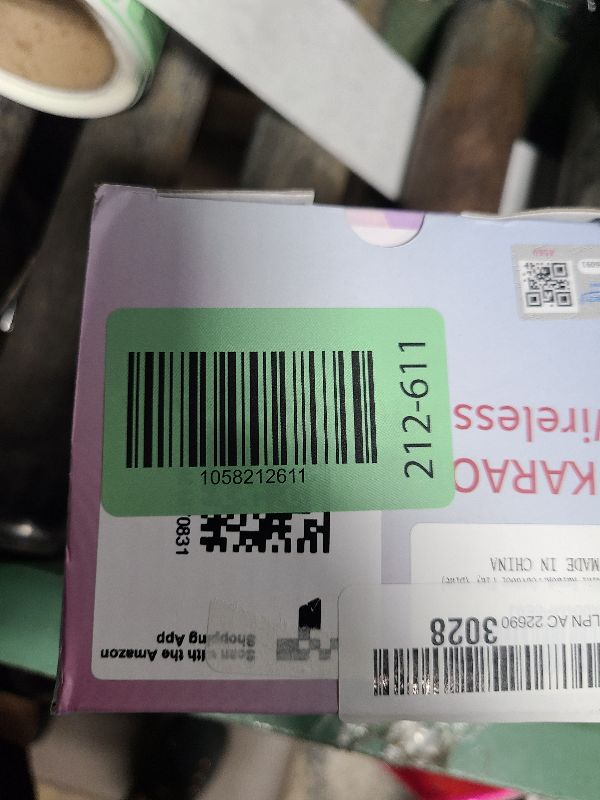 1058212611
212-611
Wireless
KARAO
MADE IN CHINA
LPN AC 22690
3028
0831
Scan with the Amazon
Shopping App